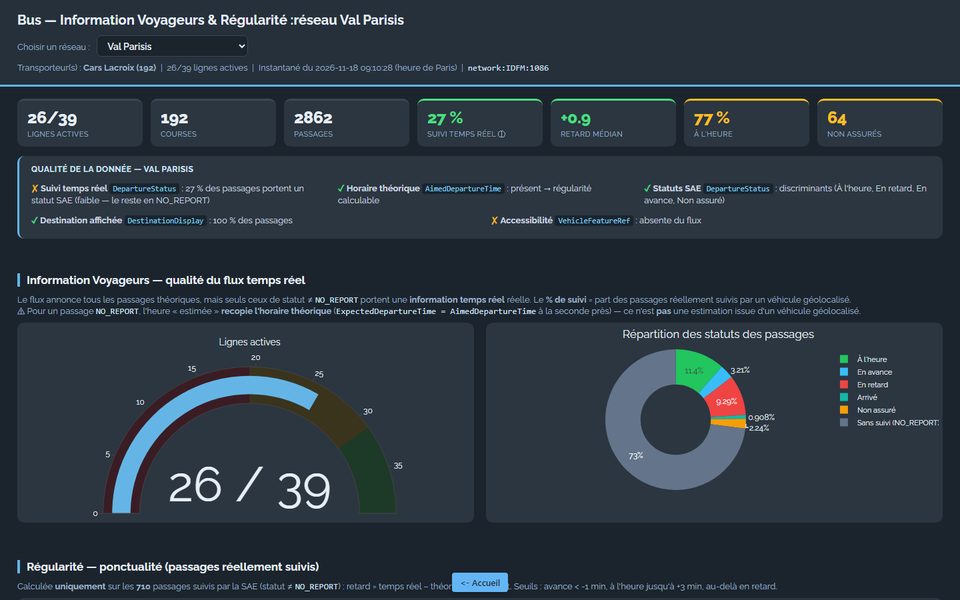 Bus — Information Voyageurs & Régularité :réseau Val Parisis
Choisir un réseau : Val Parisis
Transporteur(s) : Cars Lacroix (192) | 26/39 lignes actives | Instantané du 2026-11-18 09:10:28 (heure de Paris) | network:IDFM:1086
26/39
LIGNES ACTIVES
192
COURSES
2862
PASSAGES
27 %
SUIVI TEMPS RÉEL ⓘ
+0.9
RETARD MÉDIAN
77 %
À L'HEURE
64
NON ASSURÉS
QUALITÉ DE LA DONNÉE — VAL PARISIS
✗ Suivi temps réel DepartureStatus : 27 % des passages portent un
statut SAE (faible — le reste en NO_REPORT)
✓ Horaire théorique AimedDepartureTime : présent → régularité
calculable
✓ Statuts SAE DepartureStatus : discriminants (À l'heure, En retard, En
avance, Non assuré)
✓ Destination affichée DestinationDisplay : 100 % des passages
✗ Accessibilité VehicleFeatureRef : absente du flux
Information Voyageurs — qualité du flux temps réel
Le flux annonce tous les passages théoriques, mais seuls ceux de statut ≠ NO_REPORT portent une information temps réel réelle. Le % de suivi = part des passages réellement suivis par un véhicule géolocalisé.
⚠ Pour un passage NO_REPORT, l'heure « estimée » recopie l'horaire théorique (ExpectedDepartureTime = AimedDepartureTime à la seconde près) — ce n'est pas une estimation issue d'un véhicule géolocalisé.
Lignes actives
0
5
10
15
20
25
30
35
26 / 39
Répartition des statuts des passages
11.4%
3.21%
9.29%
0.908%
2.24%
73%
À l'heure
En avance
En retard
Arrivé
Non assuré
Sans suivi (NO_REPORT)
Régularité — ponctualité (passages réellement suivis)
Calculée uniquement sur les 710 passages suivis par la SAE (statut ≠ NO_REPORT) : retard = temps réel − théor
. Seuils : avance < -1 min, à l'heure jusqu'à +3 min, au-delà en retard.
<- Accueil